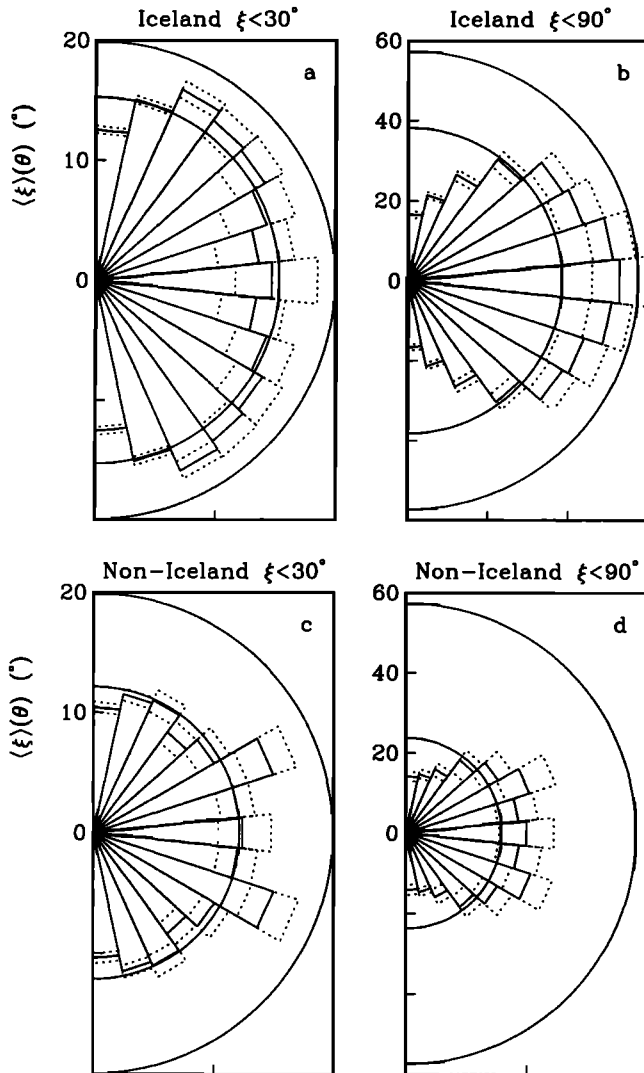 Iceland ξ<30°
Iceland ξ<90°
20
10
0
⟨ξ⟩(θ) (°)
a
60
40
20
0
b
Non-Iceland ξ<30°
Non-Iceland ξ<90°
20
10
0
⟨ξ⟩(θ) (°)
c
60
40
20
0
d